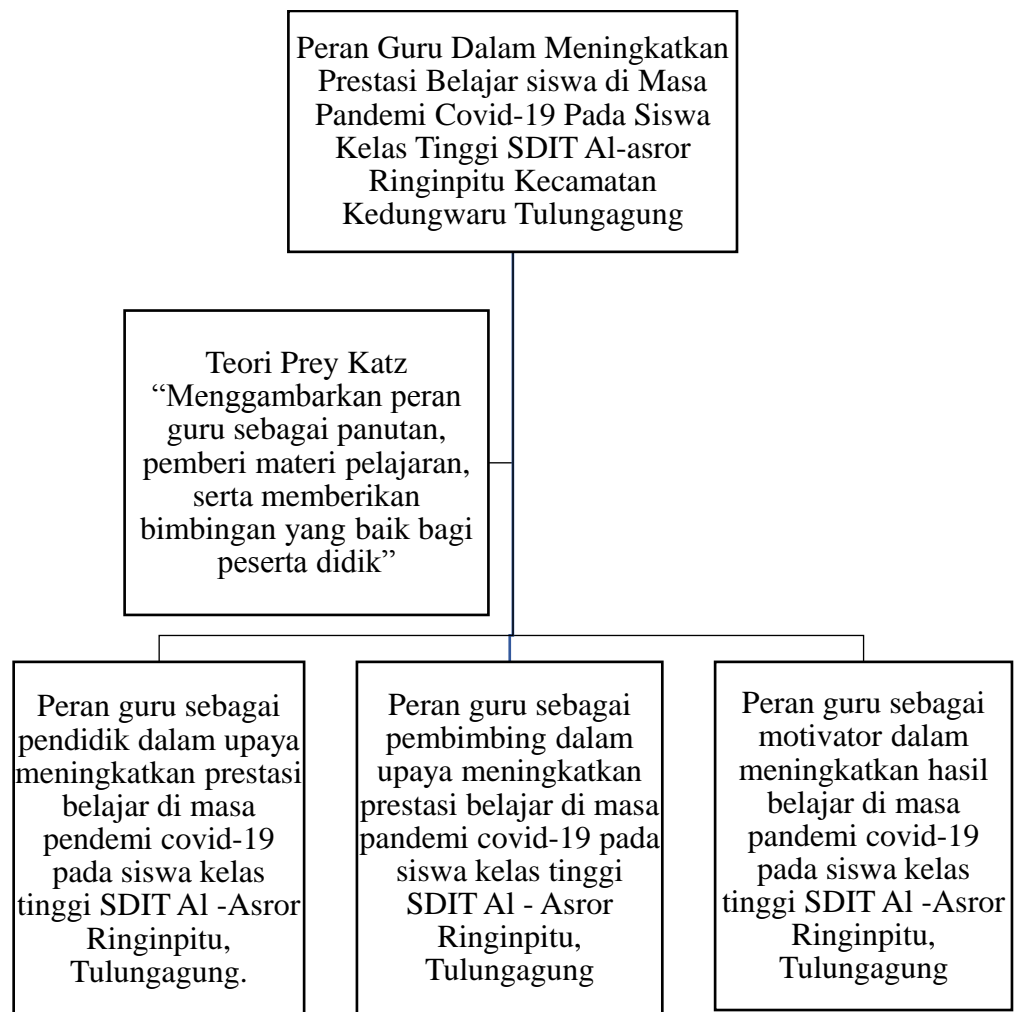 Peran Guru Dalam Meningkatkan
Prestasi Belajar siswa di Masa
Pandemi Covid-19 Pada Siswa
Kelas Tinggi SDIT Al-asror
Ringinpitu Kecamatan
Kedungwaru Tulungagung
Teori Prey Katz
“Menggambarkan peran
guru sebagai panutan,
pemberi materi pelajaran,
serta memberikan
bimbingan yang baik bagi
peserta didik”
Peran guru sebagai
pendidik dalam upaya
meningkatkan prestasi
belajar di masa
pendemi covid-19
pada siswa kelas
tinggi SDIT Al -Asror
Ringinpitu,
Tulungagung.
Peran guru sebagai
pembimbing dalam
upaya meningkatkan
prestasi belajar di masa
pandemi covid-19 pada
siswa kelas tinggi
SDIT Al - Asror
Ringinpitu,
Tulungagung
Peran guru sebagai
motivator dalam
meningkatkan hasil
belajar di masa
pandemi covid-19
pada siswa kelas
tinggi SDIT Al -Asror
Ringinpitu,
Tulungagung